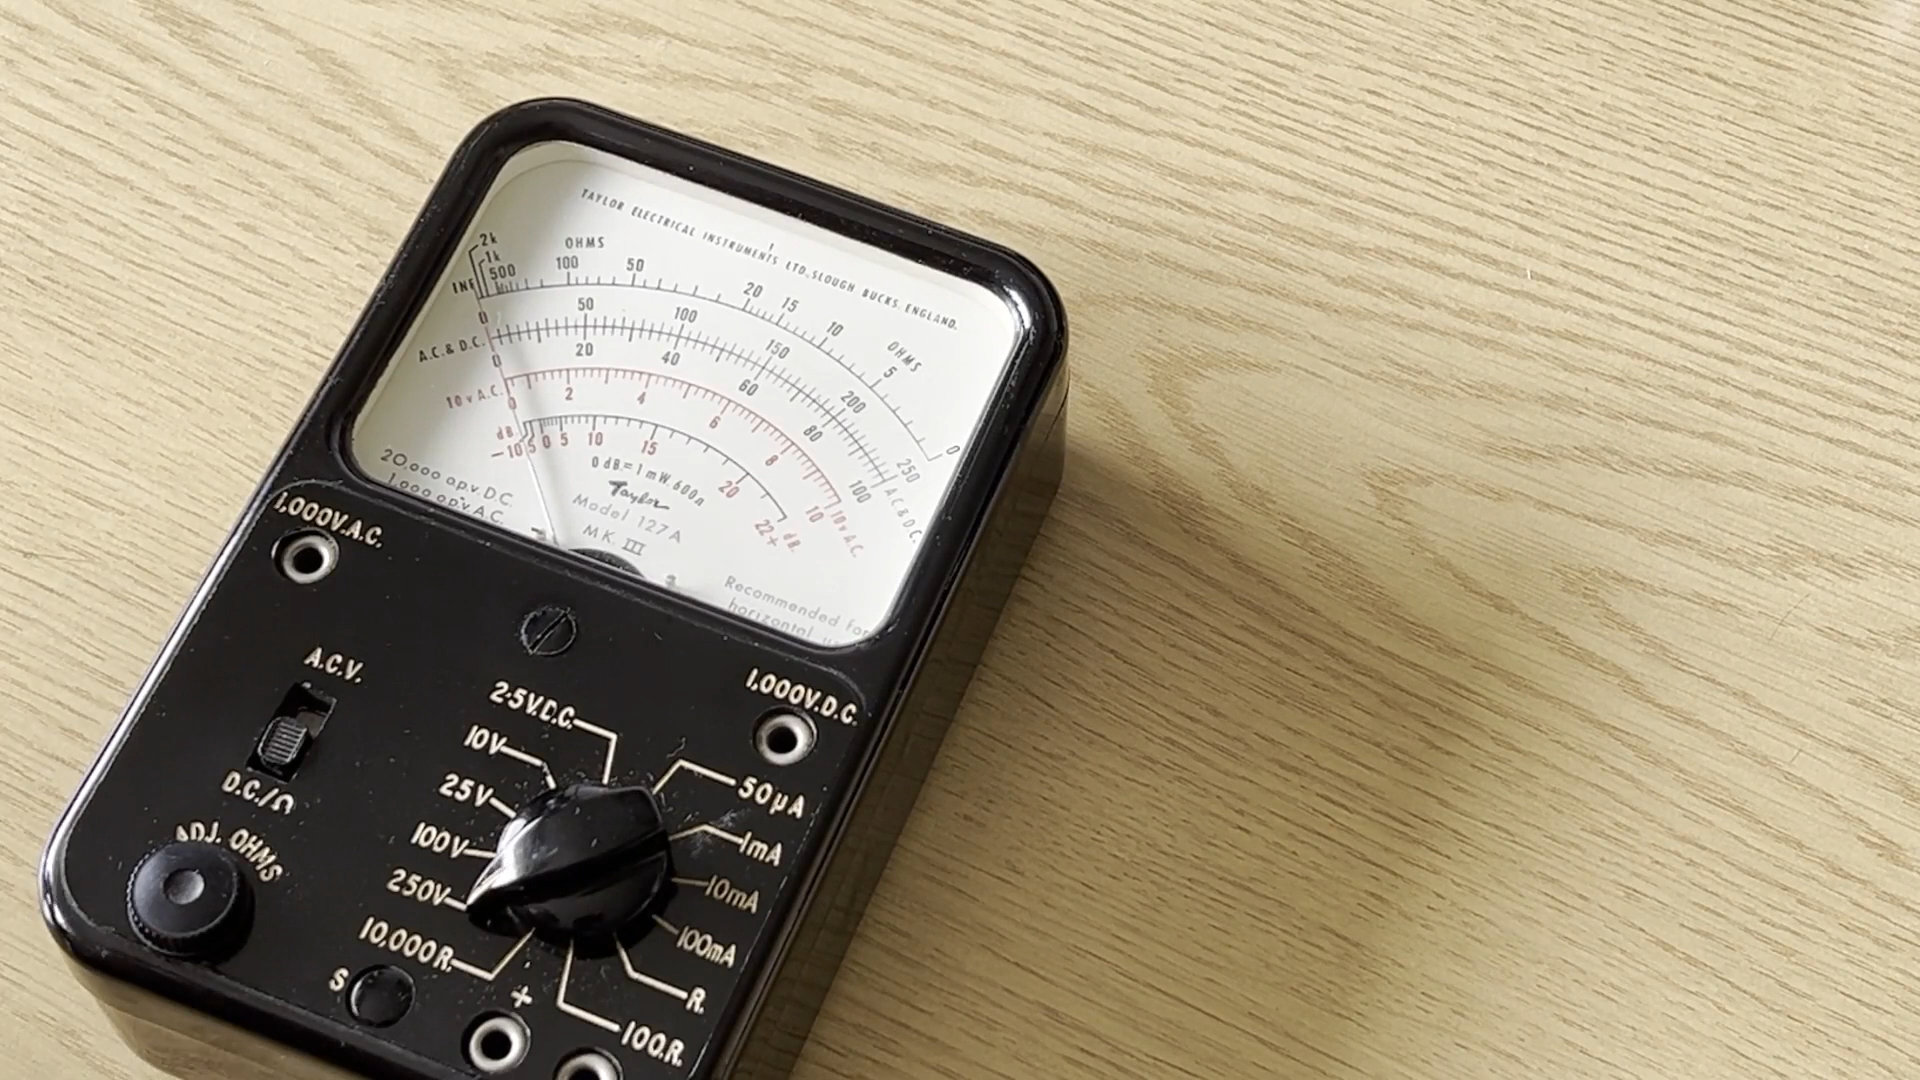 TAYLOR ELECTRICAL INSTRUMENTS LTD. SLOUGH BUCKS. ENGLAND.
OHMS
2k
1k
INF 500 100 50 20 15 10 5 0
OHMS
0 50 100 150 200 250
A.C.& D.C. A.C.& D.C.
0 20 40 60 80 100
10 v A.C. 0 2 4 6 8 10 10 v A.C.
dB
-10 5 0 5 10 15 20 22+ dB.
0 dB.=1 mW. 600Ω
Taylor
Model 127A
MK. III
20,000 o.p.v. D.C.
1,000 o.p.v. A.C.
Recommended for
horizontal
1,000V.A.C.
1,000V.D.C.
A.C.V.
D.C./Ω
ADJ. OHMS
2·5V.D.C.
10V
25V
100V
250V
10,000R.
50μA
1mA
10mA
100mA
R.
100.R.
S
+